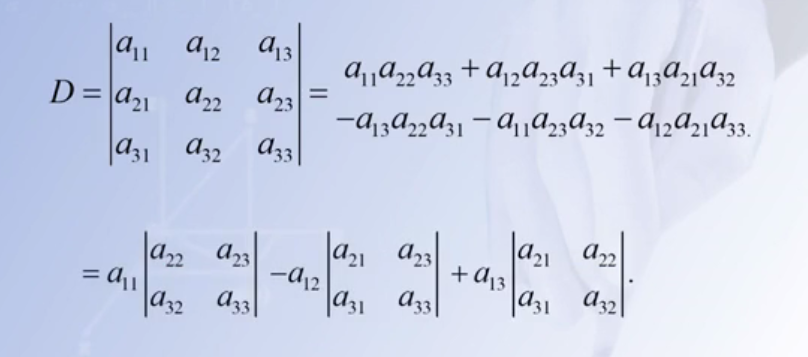 D = |a₁₁ a₁₂ a₁₃|
|a₂₁ a₂₂ a₂₃|
|a₃₁ a₃₂ a₃₃| = a₁₁a₂₂a₃₃ + a₁₂a₂₃a₃₁ + a₁₃a₂₁a₃₂
−a₁₃a₂₂a₃₁ − a₁₁a₂₃a₃₂ − a₁₂a₂₁a₃₃.
= a₁₁ |a₂₂ a₂₃| −a₁₂ |a₂₁ a₂₃| + a₁₃ |a₂₁ a₂₂|
|a₃₂ a₃₃| |a₃₁ a₃₃| |a₃₁ a₃₂|.